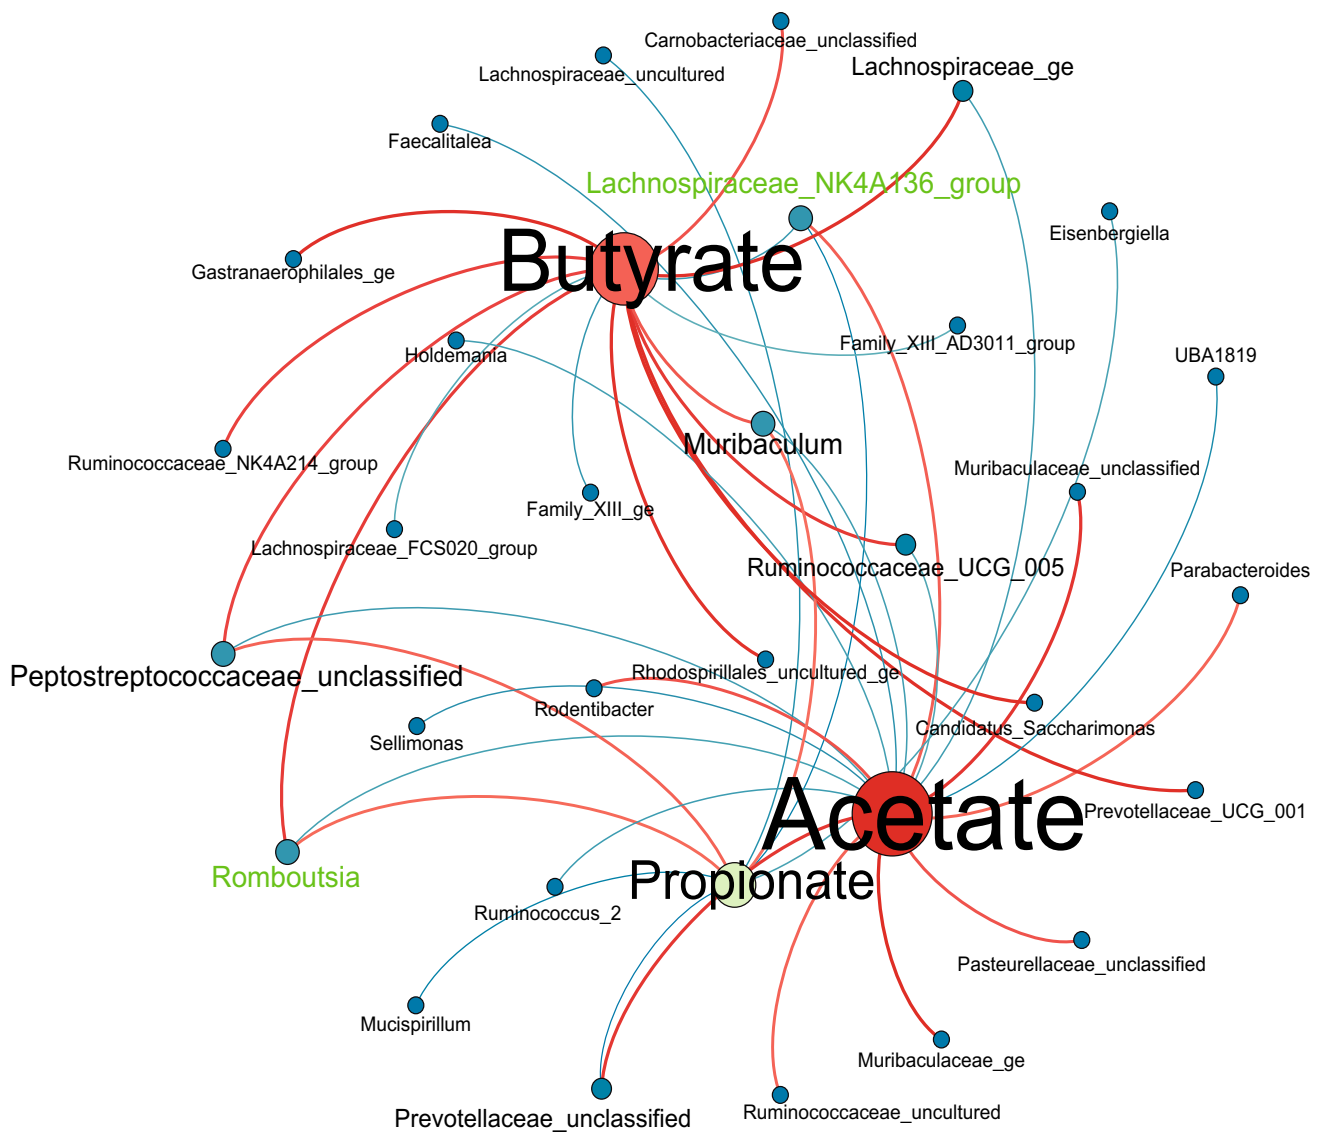 Carnobacteriaceae_unclassified
Lachnospiraceae_uncultured
Lachnospiraceae_ge
Faecalitalea
Lachnospiraceae_NK4A136_group
Eisenbergiella
Butyrate
Gastranaerophilales_ge
Holdemania
Family_XIII_AD3011_group
UBA1819
Muribaculum
Ruminococcaceae_NK4A214_group
Muribaculaceae_unclassified
Family_XIII_ge
Lachnospiraceae_FCS020_group
Ruminococcaceae_UCG_005
Parabacteroides
Peptostreptococcaceae_unclassified
Rhodospirillales_uncultured_ge
Rodentibacter
Sellimonas
Candidatus_Saccharimonas
Acetate
Prevotellaceae_UCG_001
Romboutsia
Propionate
Ruminococcus_2
Pasteurellaceae_unclassified
Mucispirillum
Muribaculaceae_ge
Prevotellaceae_unclassified
Ruminococcaceae_uncultured